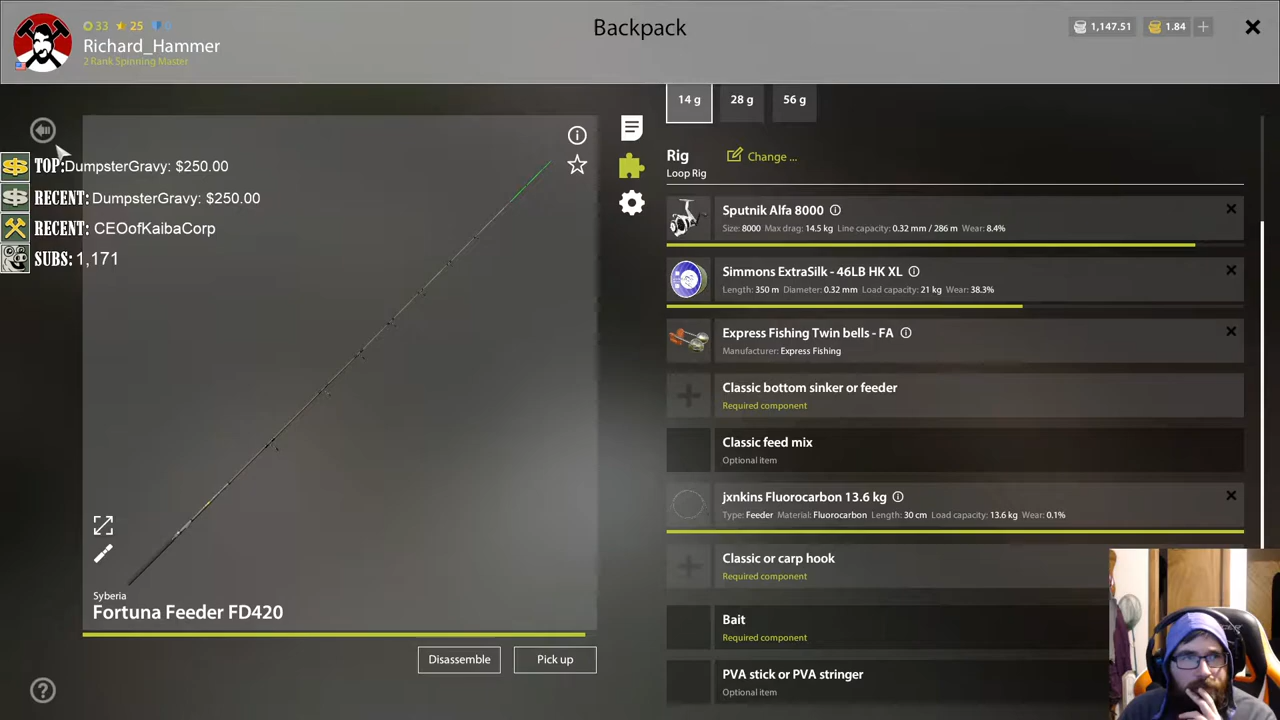 33 25 0
Backpack
1,147.51 1.84
Richard_Hammer
2 Rank Spinning Master
14 g 28 g 56 g
TOP:DumpsterGravy: $250.00
RECENT: DumpsterGravy: $250.00
RECENT: CEOofKaibaCorp
SUBS: 1,171
Rig
Change ...
Loop Rig
Sputnik Alfa 8000
Size: 8000 Max drag: 14.5 kg Line capacity: 0.32 mm / 286 m Wear: 8.4%
Simmons ExtraSilk - 46LB HK XL
Length: 350 m Diameter: 0.32 mm Load capacity: 21 kg Wear: 38.3%
Express Fishing Twin bells - FA
Manufacturer: Express Fishing
Classic bottom sinker or feeder
Required component
Classic feed mix
Optional item
jxnkins Fluorocarbon 13.6 kg
Type: Feeder Material: Fluorocarbon Length: 30 cm Load capacity: 13.6 kg Wear: 0.1%
Classic or carp hook
Required component
Bait
Required component
PVA stick or PVA stringer
Optional item
Syberia
Fortuna Feeder FD420
Disassemble
Pick up